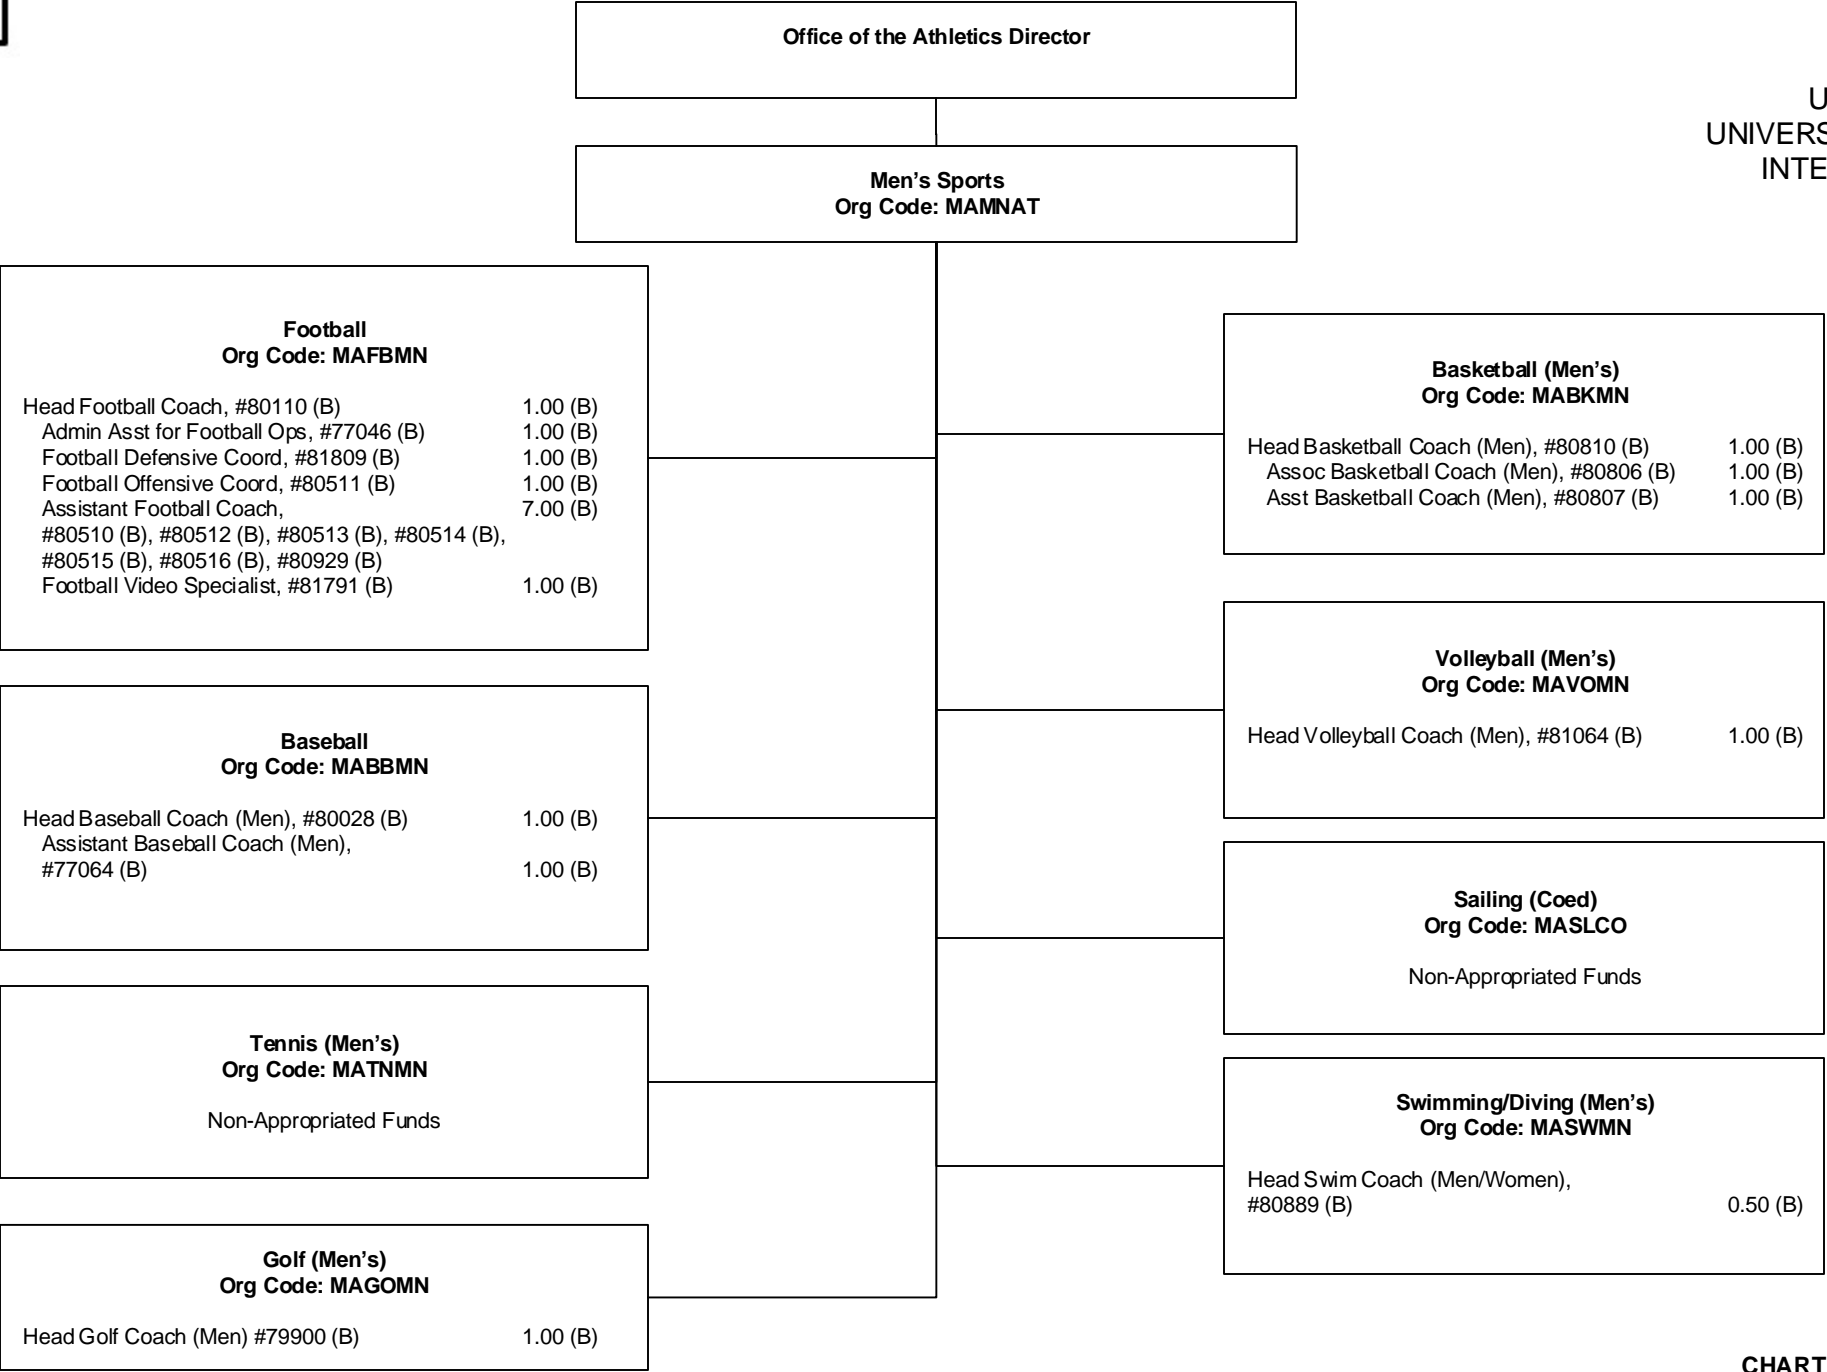 Office of the Athletics Director
U
UNIVERS
INTE
Men’s Sports
Org Code: MAMNAT
Football
Org Code: MAFBMN
Head Football Coach, #80110 (B) 1.00 (B)
Admin Asst for Football Ops, #77046 (B) 1.00 (B)
Football Defensive Coord, #81809 (B) 1.00 (B)
Football Offensive Coord, #80511 (B) 1.00 (B)
Assistant Football Coach, 7.00 (B)
#80510 (B), #80512 (B), #80513 (B), #80514 (B),
#80515 (B), #80516 (B), #80929 (B)
Football Video Specialist, #81791 (B) 1.00 (B)
Basketball (Men’s)
Org Code: MABKMN
Head Basketball Coach (Men), #80810 (B) 1.00 (B)
Assoc Basketball Coach (Men), #80806 (B) 1.00 (B)
Asst Basketball Coach (Men), #80807 (B) 1.00 (B)
Volleyball (Men’s)
Org Code: MAVOMN
Head Volleyball Coach (Men), #81064 (B) 1.00 (B)
Baseball
Org Code: MABBMN
Head Baseball Coach (Men), #80028 (B) 1.00 (B)
Assistant Baseball Coach (Men),
#77064 (B) 1.00 (B)
Sailing (Coed)
Org Code: MASLCO
Non-Appropriated Funds
Tennis (Men’s)
Org Code: MATNMN
Non-Appropriated Funds
Swimming/Diving (Men’s)
Org Code: MASWMN
Head Swim Coach (Men/Women),
#80889 (B) 0.50 (B)
Golf (Men’s)
Org Code: MAGOMN
Head Golf Coach (Men) #79900 (B) 1.00 (B)
CHART